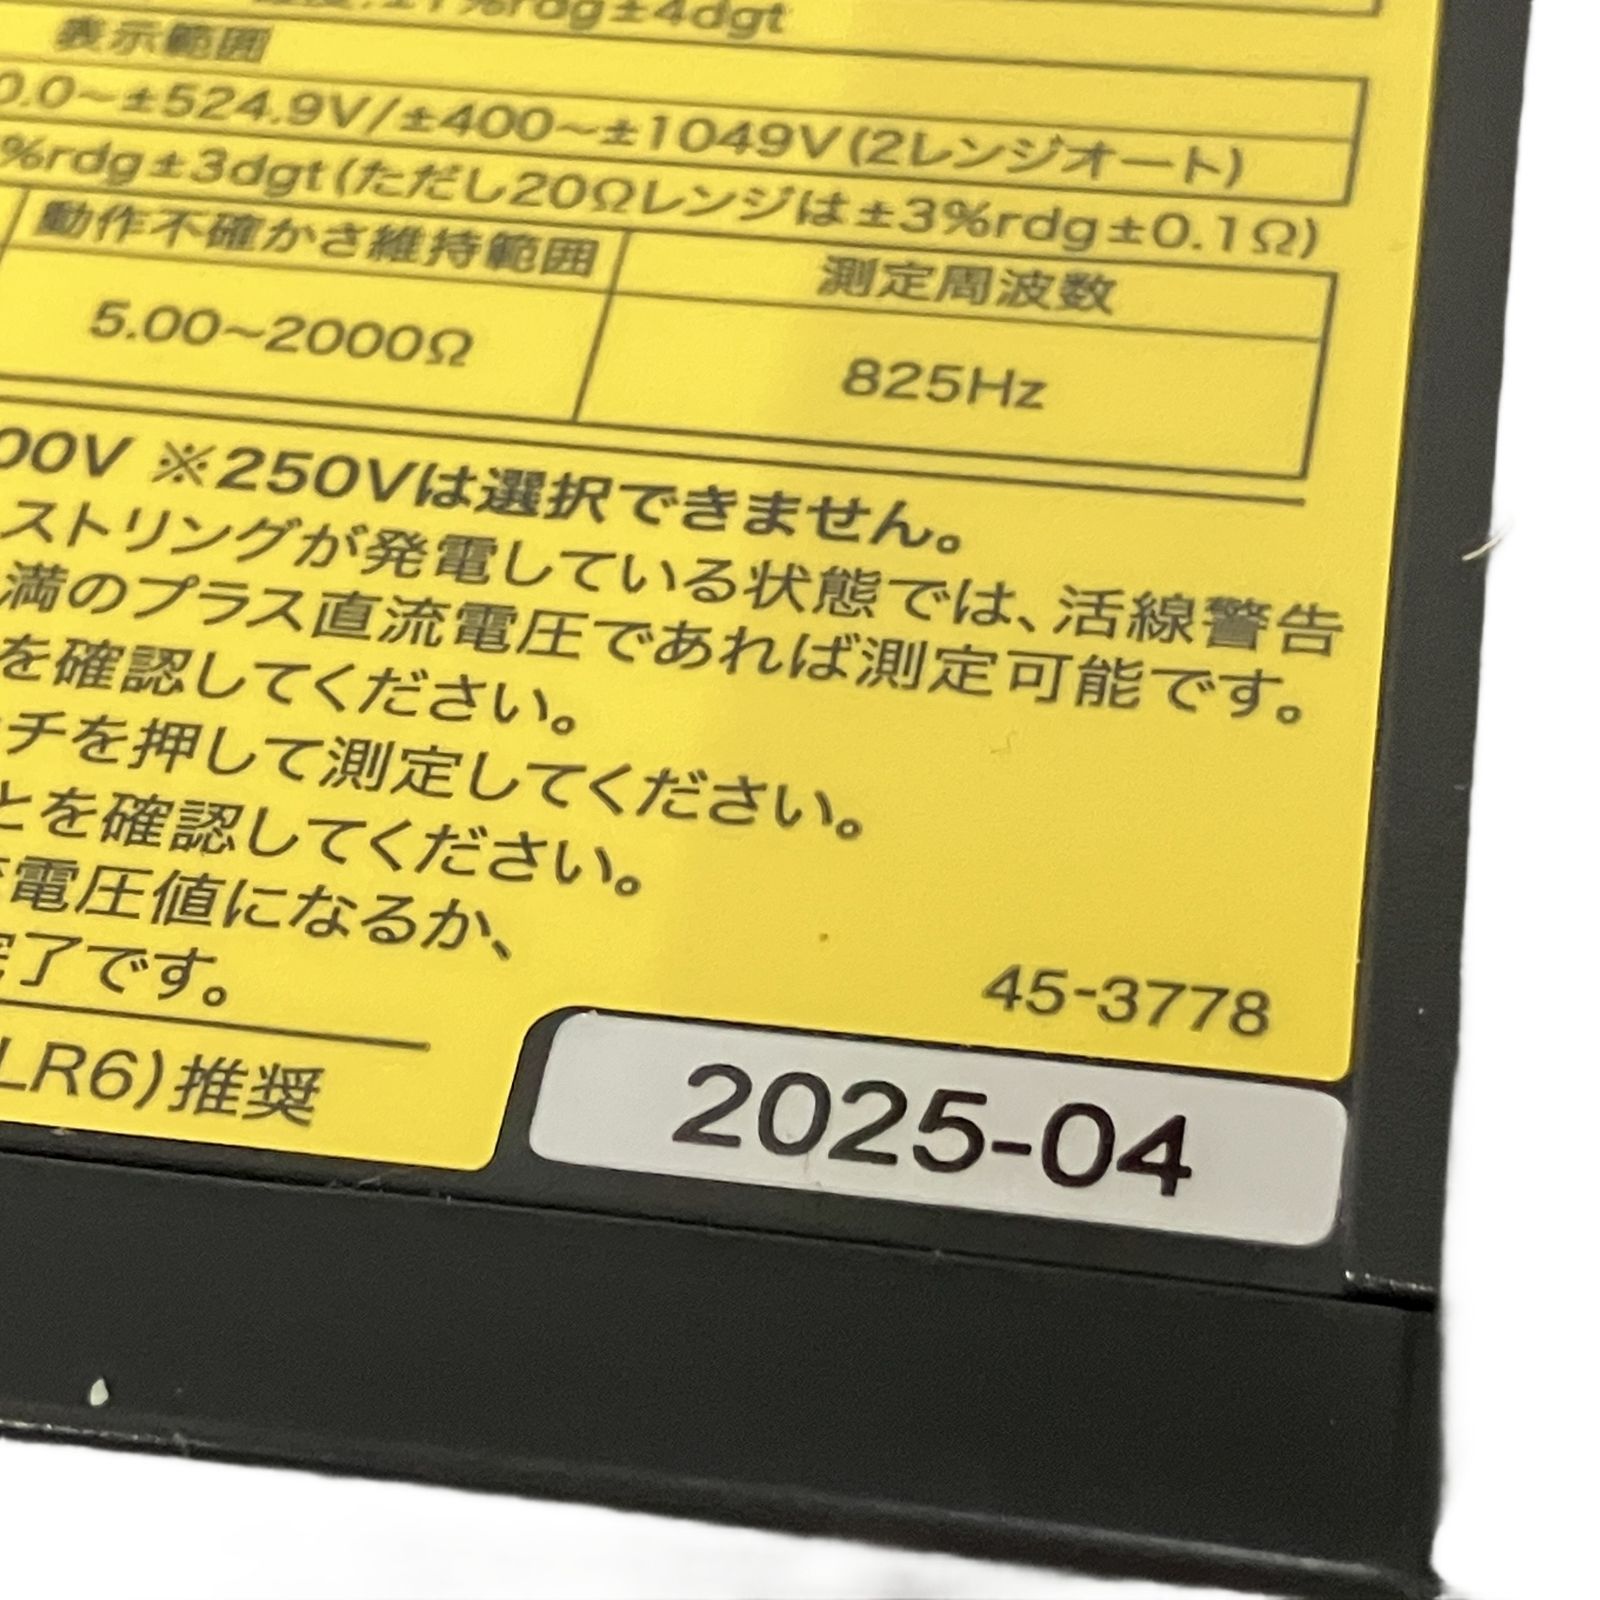 ±1%rdg±4dgt
表示範囲
0.0～±524.9V/±400～±1049V(2レンジオート)
%rdg±3dgt(ただし20Ωレンジは±3%rdg±0.1Ω)
動作不確かさ維持範囲 測定周波数
5.00～2000Ω 825Hz
00V ※250Vは選択できません。
ストリングが発電している状態では、活線警告
満のプラス直流電圧であれば測定可能です。
を確認してください。
チを押して測定してください。
とを確認してください。
電圧値になるか、
了です。
LR6)推奨
45-3778
2025-04